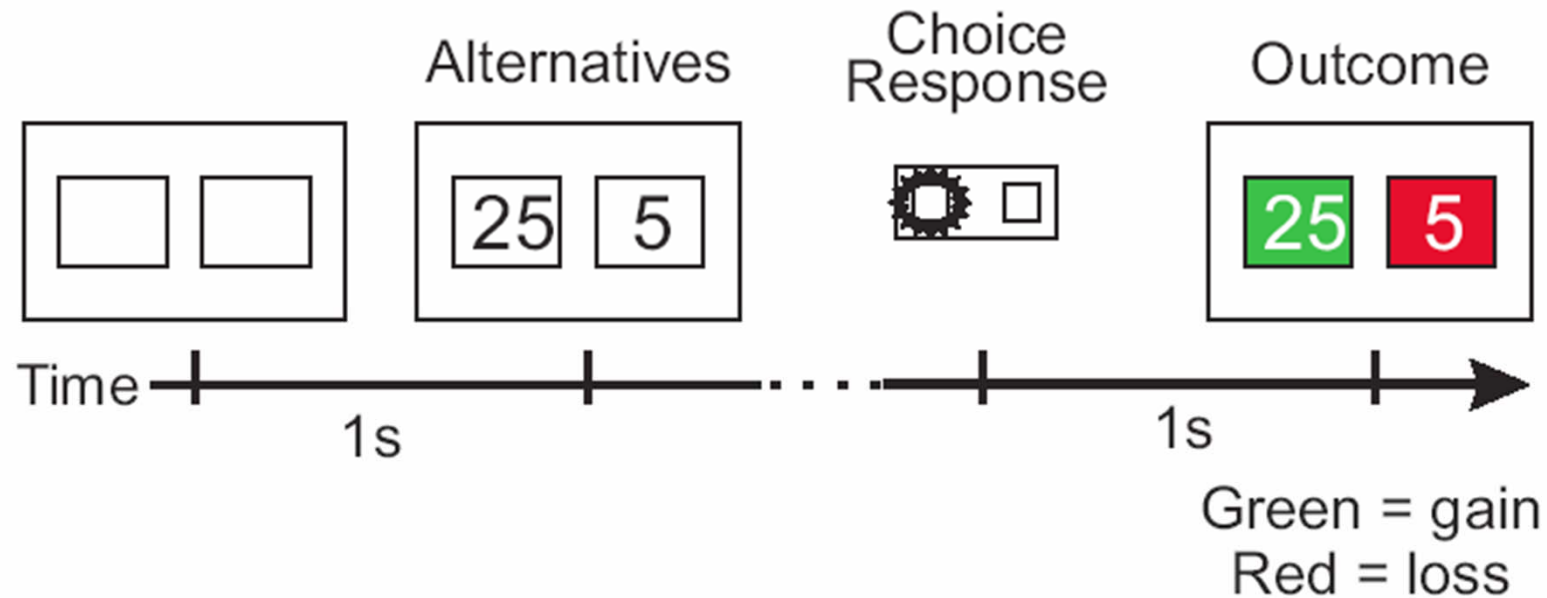 Alternatives
Choice
Response
Outcome
25 5
25 5
Time
1s
1s
Green = gain
Red = loss